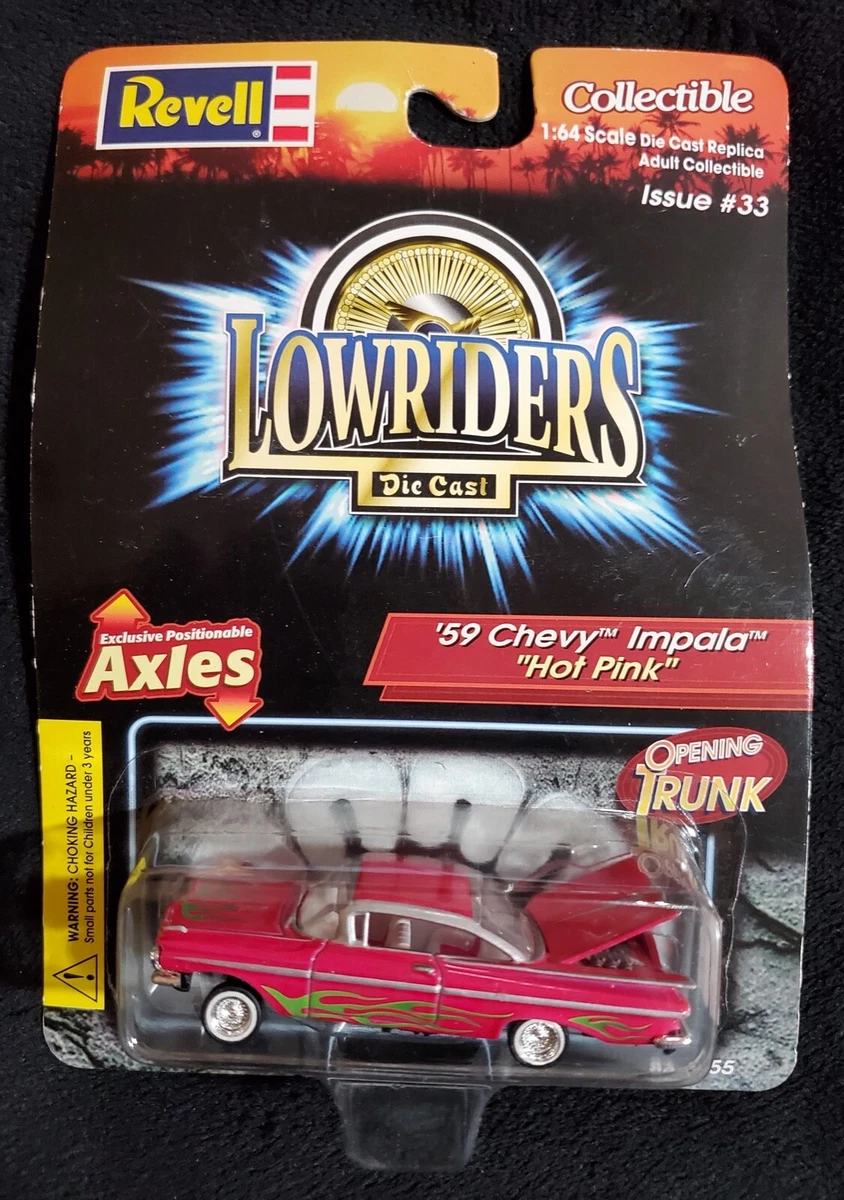 Revell®
Collectible
1:64 Scale Die Cast Replica
Adult Collectible
Issue #33
LOWRIDERS
Die Cast
Exclusive Positionable
Axles
'59 Chevy™ Impala™
"Hot Pink"
OPENING
TRUNK
WARNING: CHOKING HAZARD –
Small parts not for Children under 3 years
55